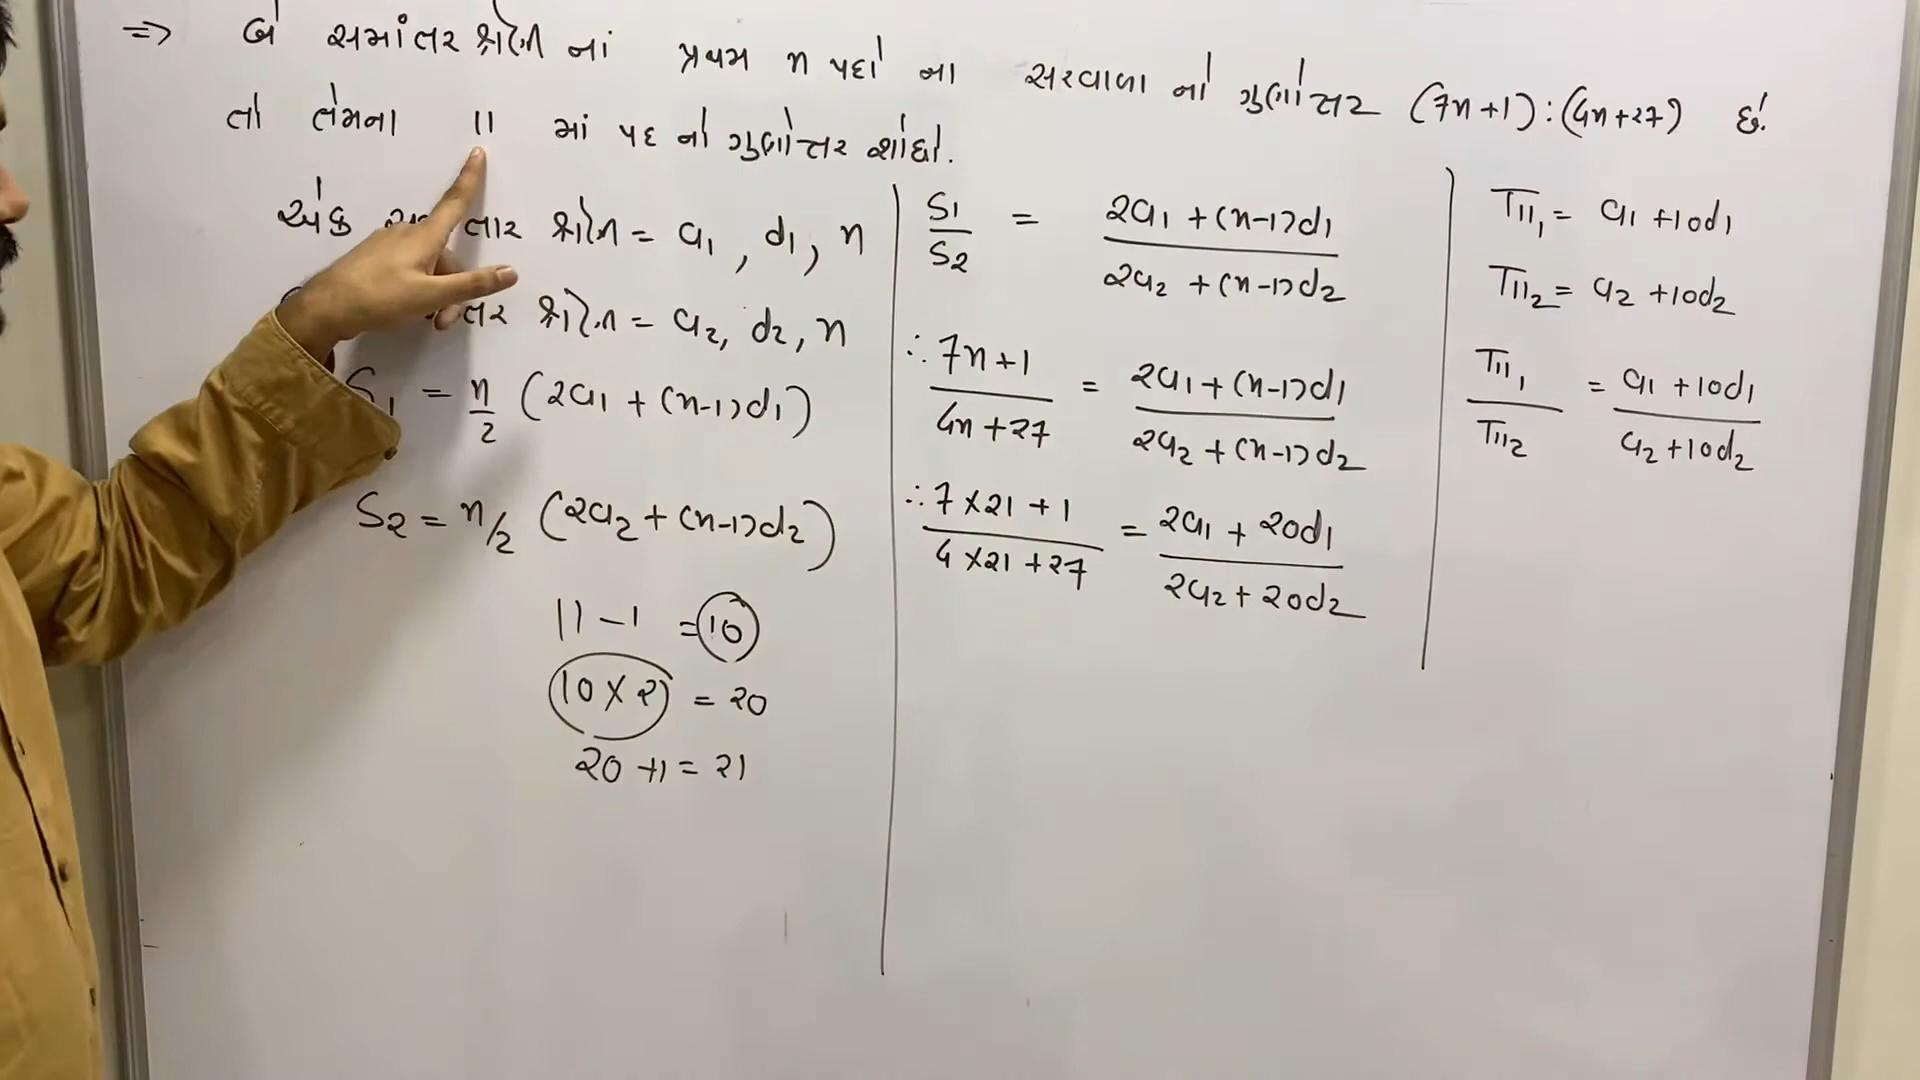 ⇒ બે સમાંતર શ્રેણી નાં પ્રથમ n પદો ના સરવાળા નો ગુણોત્તર (7n+1):(4n+27) છે.
તો તેમના 11 માં પદ નો ગુણોત્તર શોધો.
એક શ્રેણી = a1, d1, n
શ્રેણી = a2, d2, n
S1 = n/2 (2a1 + (n-1)d1)
S2 = n/2 (2a2 + (n-1)d2)
11 - 1 = 10
10 × 2 = 20
20 + 1 = 21
S1/S2 = 2a1 + (n-1)d1 / 2a2 + (n-1)d2
∴ 7n+1 / 4n+27 = 2a1 + (n-1)d1 / 2a2 + (n-1)d2
∴ 7×21+1 / 4×21+27 = 2a1 + 20d1 / 2a2 + 20d2
T11₁ = a1 + 10d1
T11₂ = a2 + 10d2
T11₁ / T11₂ = a1 + 10d1 / a2 + 10d2